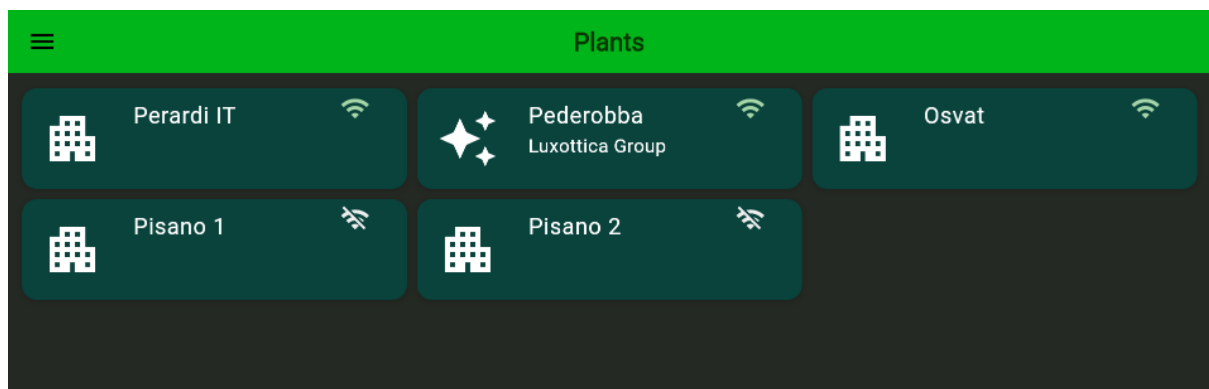 Plants
Perardi IT
Pederobba
Luxottica Group
Osvat
Pisano 1
Pisano 2